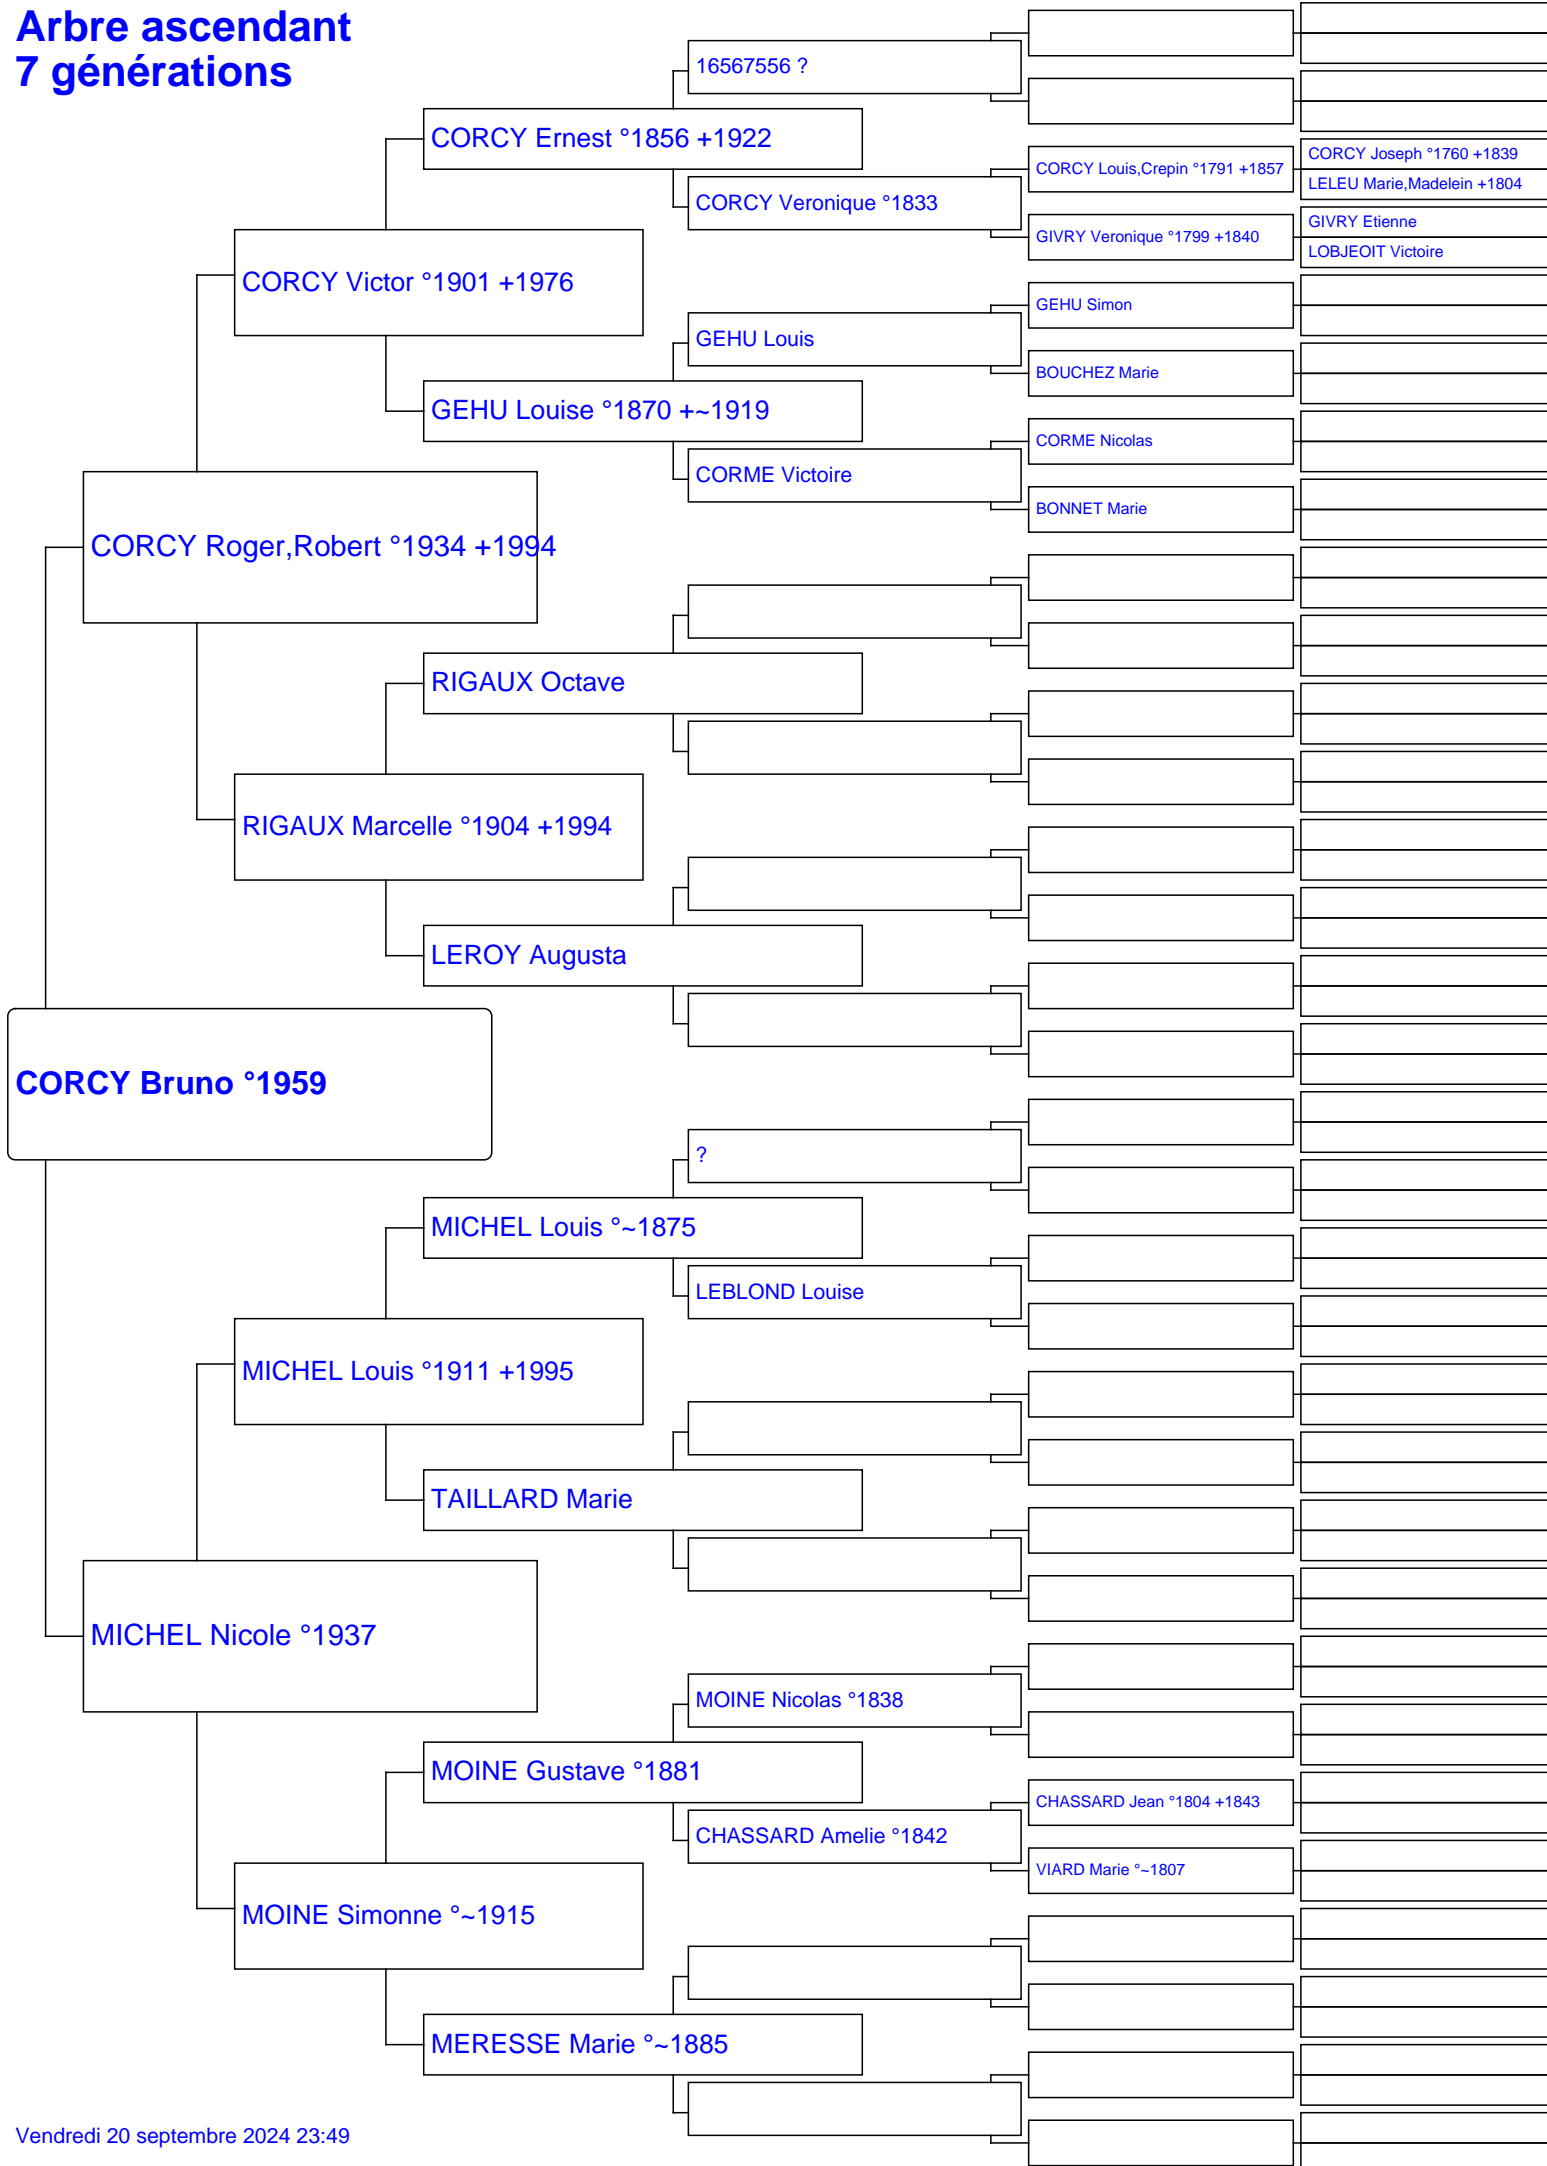 Arbre ascendant
7 générations
16567556 ?
CORCY Ernest °1856 +1922
CORCY Joseph °1760 +1839
CORCY Louis,Crepin °1791 +1857
LELEU Marie,Madelein +1804
CORCY Veronique °1833
GIVRY Etienne
GIVRY Veronique °1799 +1840
LOBJEOIT Victoire
CORCY Victor °1901 +1976
GEHU Simon
GEHU Louis
BOUCHEZ Marie
GEHU Louise °1870 +~1919
CORME Nicolas
CORME Victoire
BONNET Marie
CORCY Roger,Robert °1934 +1994
RIGAUX Octave
RIGAUX Marcelle °1904 +1994
LEROY Augusta
CORCY Bruno °1959
?
MICHEL Louis °~1875
LEBLOND Louise
MICHEL Louis °1911 +1995
TAILLARD Marie
MICHEL Nicole °1937
MOINE Nicolas °1838
MOINE Gustave °1881
CHASSARD Jean °1804 +1843
CHASSARD Amelie °1842
VIARD Marie °~1807
MOINE Simonne °~1915
MERESSE Marie °~1885
Vendredi 20 septembre 2024 23:49